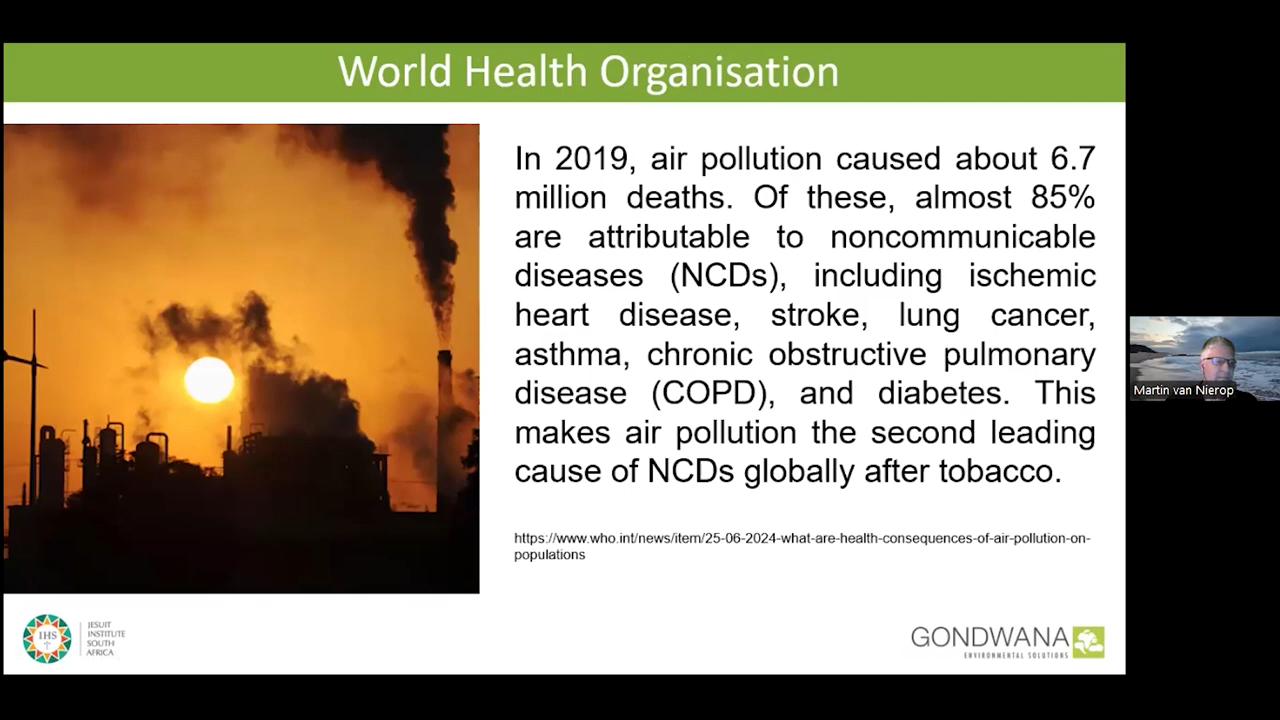 World Health Organisation
In 2019, air pollution caused about 6.7
million deaths. Of these, almost 85%
are attributable to noncommunicable
diseases (NCDs), including ischemic
heart disease, stroke, lung cancer,
asthma, chronic obstructive pulmonary
disease (COPD), and diabetes. This
makes air pollution the second leading
cause of NCDs globally after tobacco.
https://www.who.int/news/item/25-06-2024-what-are-health-consequences-of-air-pollution-on-
populations
Martin van Nierop
IHS
JESUIT
INSTITUTE
SOUTH
AFRICA
GONDWANA
ENVIRONMENTAL SOLUTIONS